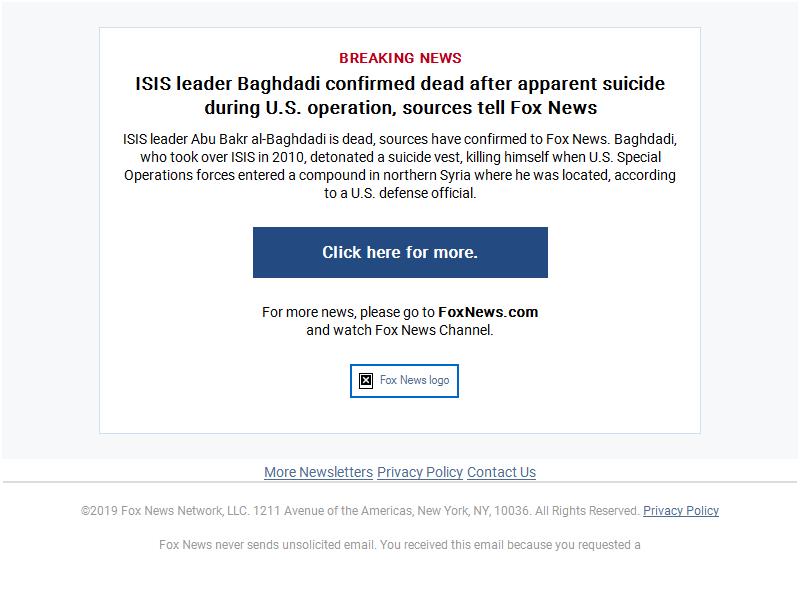 BREAKING NEWS
ISIS leader Baghdadi confirmed dead after apparent suicide
during U.S. operation, sources tell Fox News
ISIS leader Abu Bakr al-Baghdadi is dead, sources have confirmed to Fox News. Baghdadi,
who took over ISIS in 2010, detonated a suicide vest, killing himself when U.S. Special
Operations forces entered a compound in northern Syria where he was located, according
to a U.S. defense official.
Click here for more.
For more news, please go to FoxNews.com
and watch Fox News Channel.
Fox News logo
More Newsletters Privacy Policy Contact Us
©2019 Fox News Network, LLC. 1211 Avenue of the Americas, New York, NY, 10036. All Rights Reserved. Privacy Policy
Fox News never sends unsolicited email. You received this email because you requested a